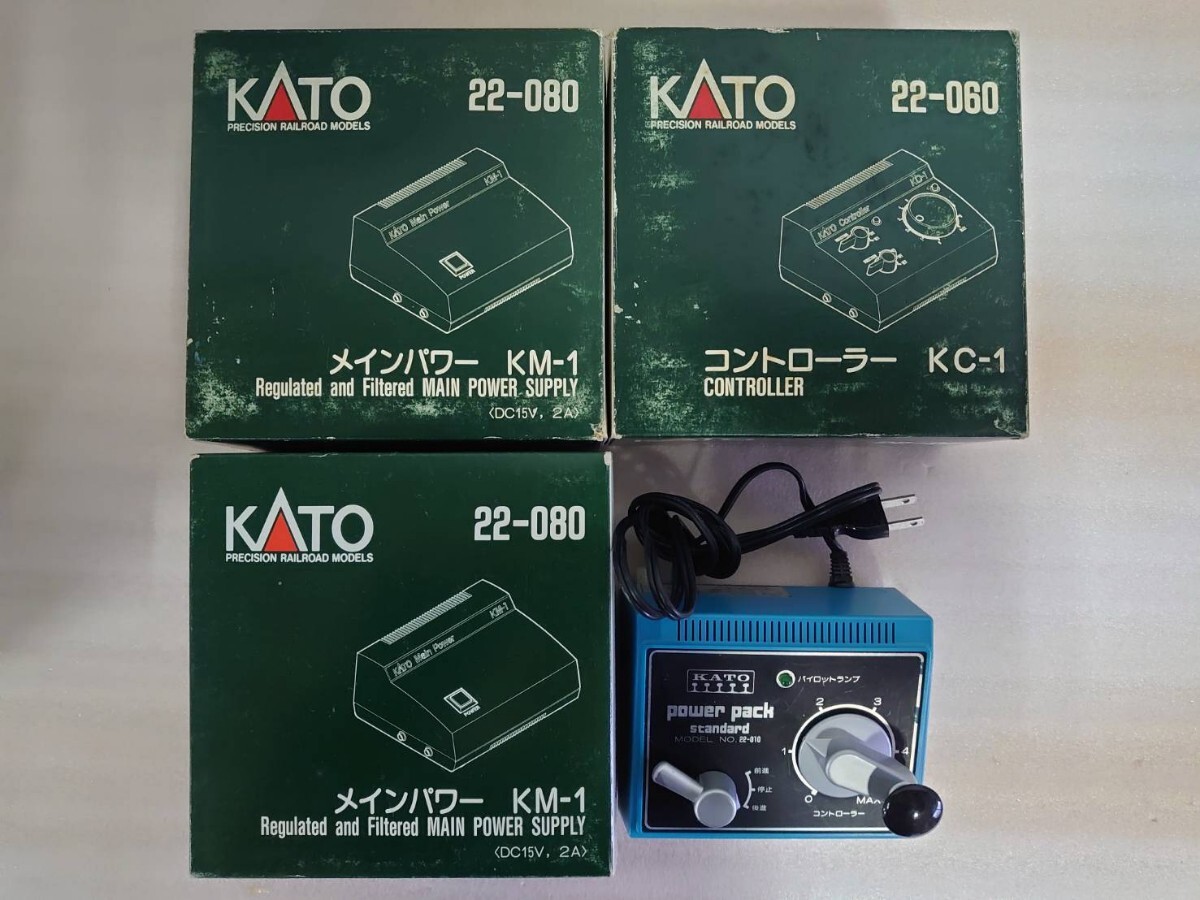 KATO
PRECISION RAILROAD MODELS
22-080
KATO Main Power
KM-1
POWER
メインパワー KM-1
Regulated and Filtered MAIN POWER SUPPLY
〈DC15V, 2A〉
KATO
PRECISION RAILROAD MODELS
22-060
KATO Controller
KC-1
コントローラー KC-1
CONTROLLER
KATO
PRECISION RAILROAD MODELS
22-080
KATO Main Power
KM-1
POWER
メインパワー KM-1
Regulated and Filtered MAIN POWER SUPPLY
〈DC15V, 2A〉
KATO
パイロットランプ
power pack
standard
MODEL NO. 22-010
前進
停止
後進
0
1
2
3
4
MAX
コントローラー